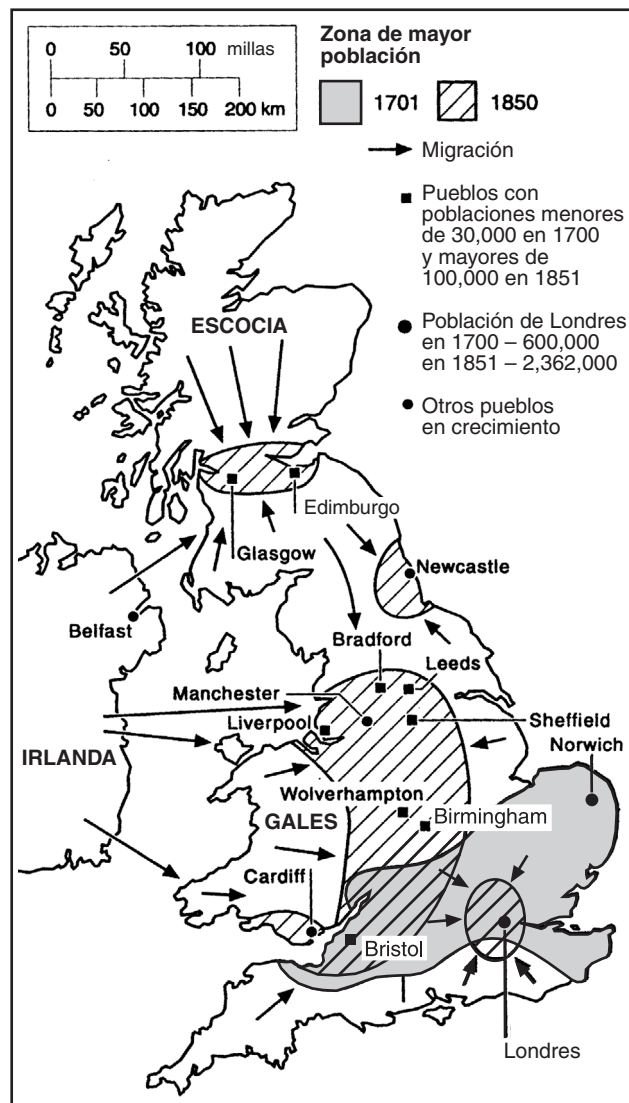 0 50 100 millas
0 50 100 150 200 km
Zona de mayor
población
1701 1850
Migración
Pueblos con
poblaciones menores
de 30,000 en 1700
y mayores de
100,000 en 1851
Población de Londres
en 1700 – 600,000
en 1851 – 2,362,000
Otros pueblos
en crecimiento
ESCOCIA
Edimburgo
Glasgow
Newcastle
Belfast
Bradford
Leeds
Manchester
Liverpool
Sheffield
Norwich
IRLANDA
Wolverhampton
Birmingham
GALES
Cardiff
Bristol
Londres